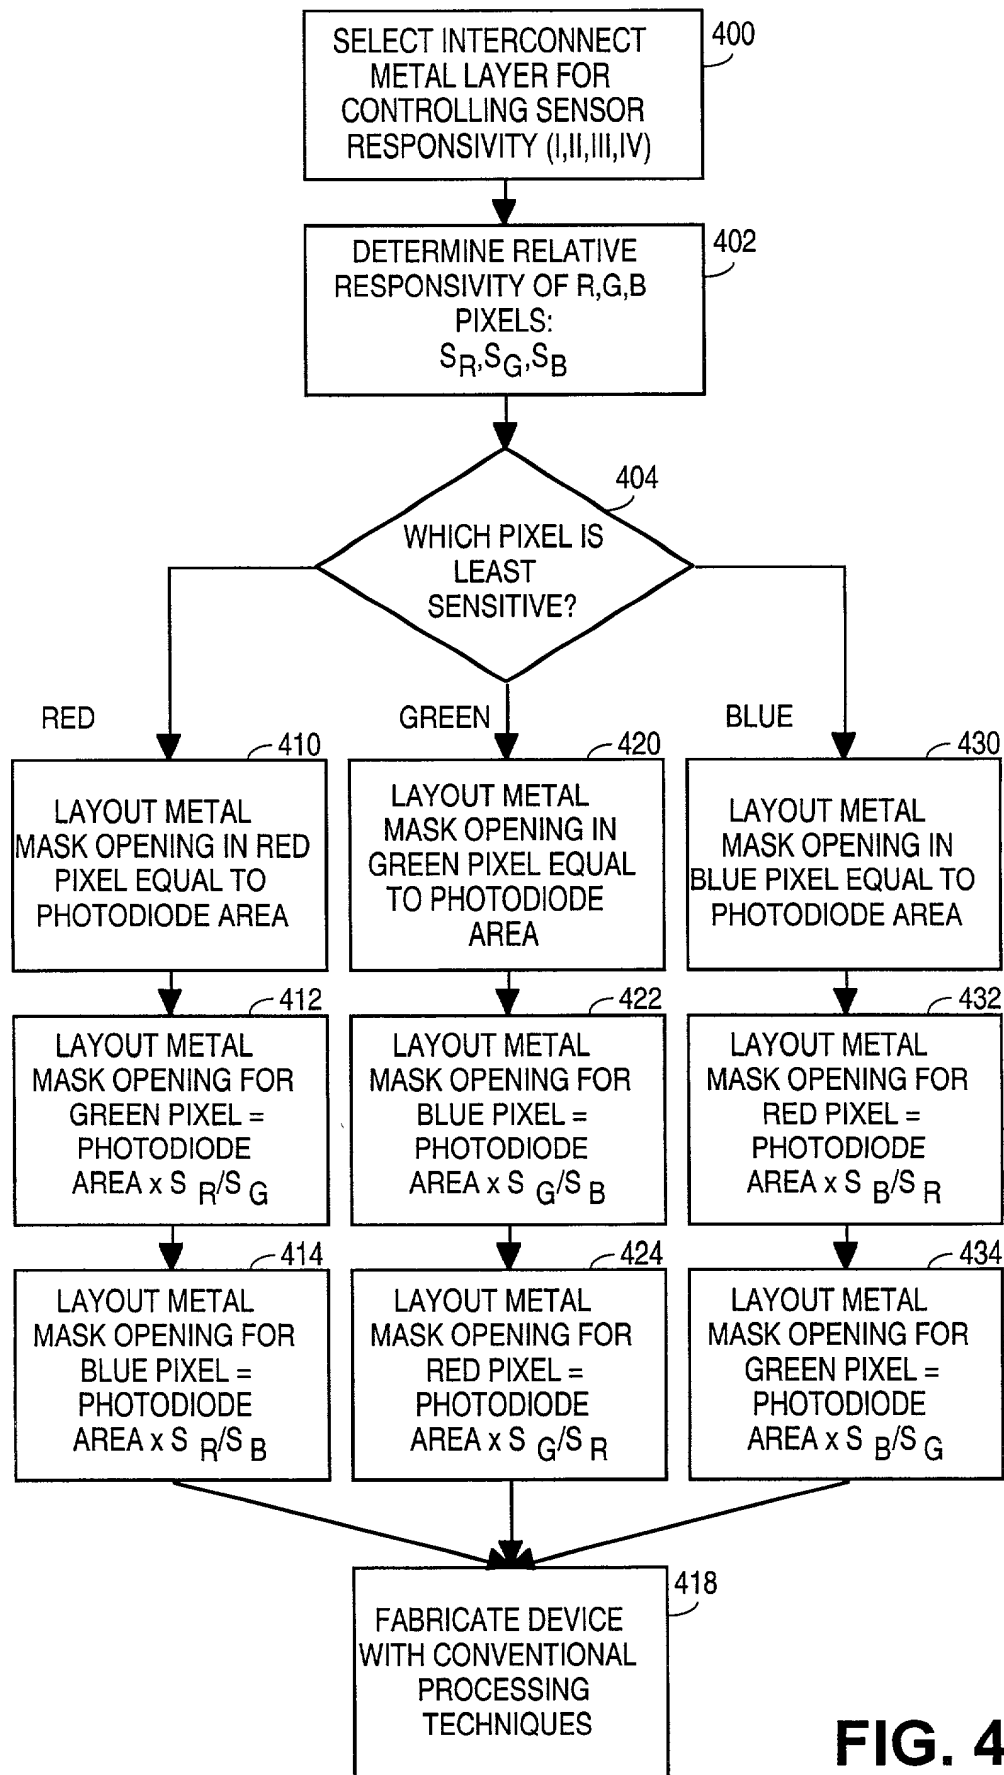 SELECT INTERCONNECT
METAL LAYER FOR
CONTROLLING SENSOR
RESPONSIVITY (I,II,III,IV)
400
DETERMINE RELATIVE
RESPONSIVITY OF R,G,B
PIXELS:
SR,SG,SB
402
WHICH PIXEL IS
LEAST
SENSITIVE?
404
RED
GREEN
BLUE
410
LAYOUT METAL
MASK OPENING IN RED
PIXEL EQUAL TO
PHOTODIODE AREA
420
LAYOUT METAL
MASK OPENING IN
GREEN PIXEL EQUAL
TO PHOTODIODE
AREA
430
LAYOUT METAL
MASK OPENING IN
BLUE PIXEL EQUAL TO
PHOTODIODE AREA
412
LAYOUT METAL
MASK OPENING FOR
GREEN PIXEL =
PHOTODIODE
AREA x S R/S G
422
LAYOUT METAL
MASK OPENING FOR
BLUE PIXEL =
PHOTODIODE
AREA x S G/S B
432
LAYOUT METAL
MASK OPENING FOR
RED PIXEL =
PHOTODIODE
AREA x S B/S R
414
LAYOUT METAL
MASK OPENING FOR
BLUE PIXEL =
PHOTODIODE
AREA x S R/S B
424
LAYOUT METAL
MASK OPENING FOR
RED PIXEL =
PHOTODIODE
AREA x S G/S R
434
LAYOUT METAL
MASK OPENING FOR
GREEN PIXEL =
PHOTODIODE
AREA x S B/S G
418
FABRICATE DEVICE
WITH CONVENTIONAL
PROCESSING
TECHNIQUES
FIG. 4